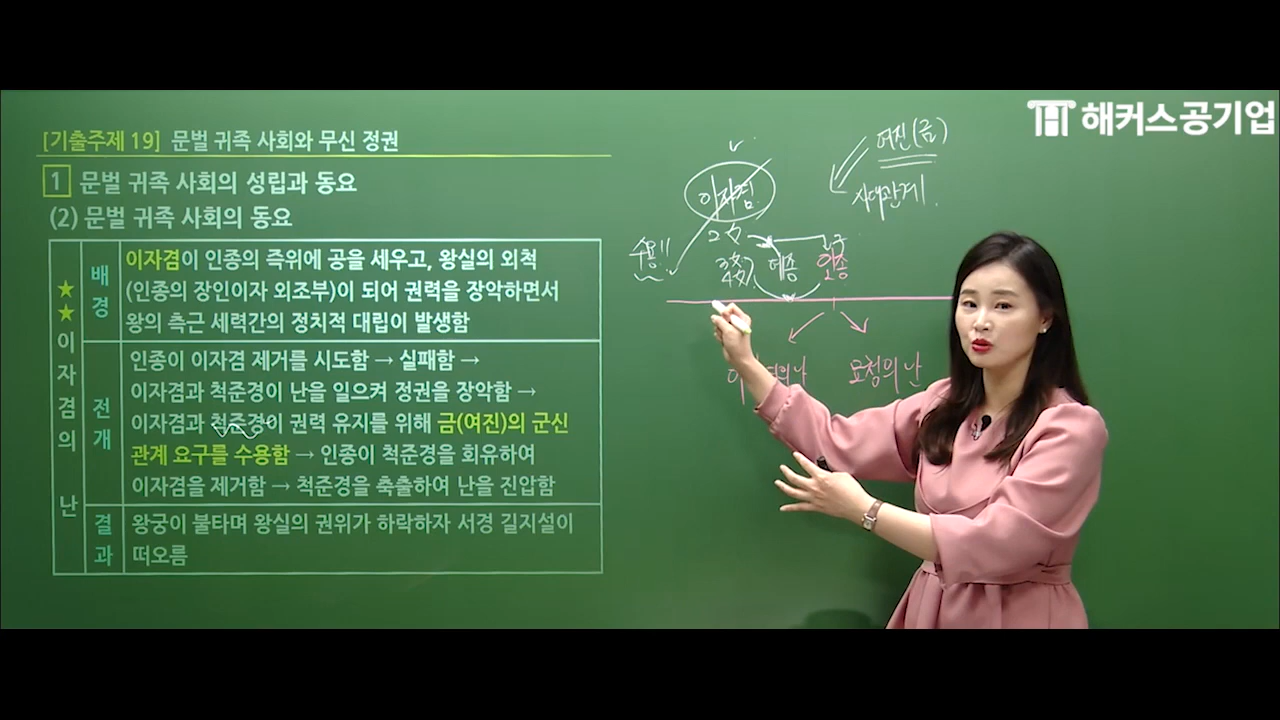 해커스공기업
[기출주제 19] 문벌 귀족 사회와 무신 정권
1 문벌 귀족 사회의 성립과 동요
(2) 문벌 귀족 사회의 동요
★★이자겸의 난
배경
이자겸이 인종의 즉위에 공을 세우고, 왕실의 외척
(인종의 장인이자 외조부)이 되어 권력을 장악하면서
왕의 측근 세력간의 정치적 대립이 발생함
전개
인종이 이자겸 제거를 시도함 → 실패함 →
이자겸과 척준경이 난을 일으켜 정권을 장악함 →
이자겸과 척준경이 권력 유지를 위해 금(여진)의 군신
관계 요구를 수용함 → 인종이 척준경을 회유하여
이자겸을 제거함 → 척준경을 축출하여 난을 진압함
결과
왕궁이 불타며 왕실의 권위가 하락하자 서경 길지설이
떠오름
여진(금)
사대관계!
이자겸
수용!!
2女
3女
4女
예종
인종
묘청의 난